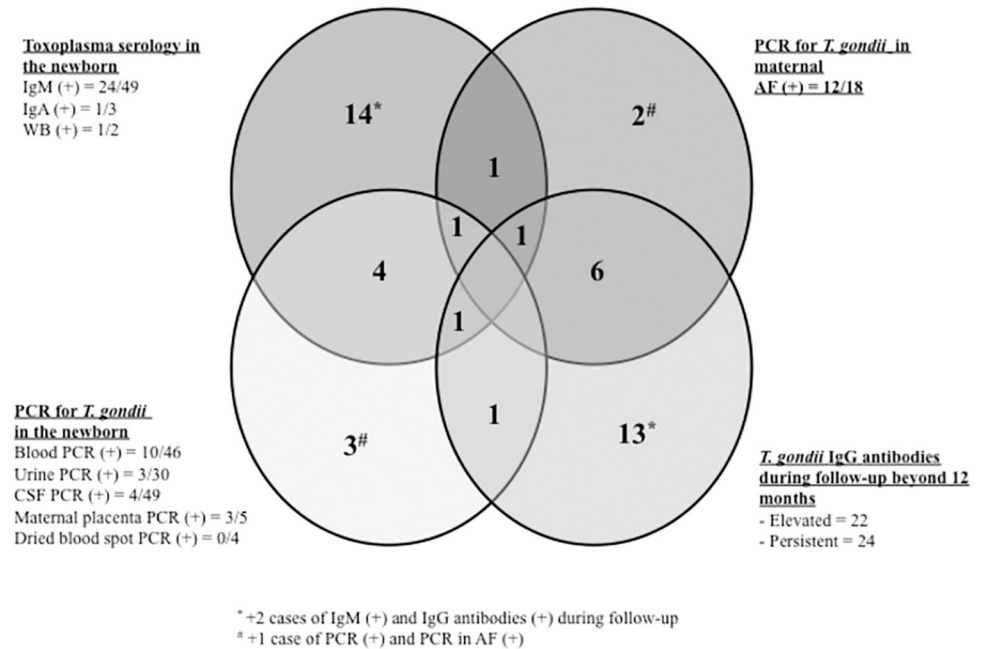 Toxoplasma serology in
the newborn
IgM (+) = 24/49
IgA (+) = 1/3
WB (+) = 1/2
PCR for T. gondii in
maternal
AF (+) = 12/18
14*
2#
1
1
1
4
6
1
1
3#
13*
PCR for T. gondii
in the newborn
Blood PCR (+) = 10/46
Urine PCR (+) = 3/30
CSF PCR (+) = 4/49
Maternal placenta PCR (+) = 3/5
Dried blood spot PCR (+) = 0/4
T. gondii IgG antibodies
during follow-up beyond 12
months
- Elevated = 22
- Persistent = 24
* +2 cases of IgM (+) and IgG antibodies (+) during follow-up
# +1 case of PCR (+) and PCR in AF (+)